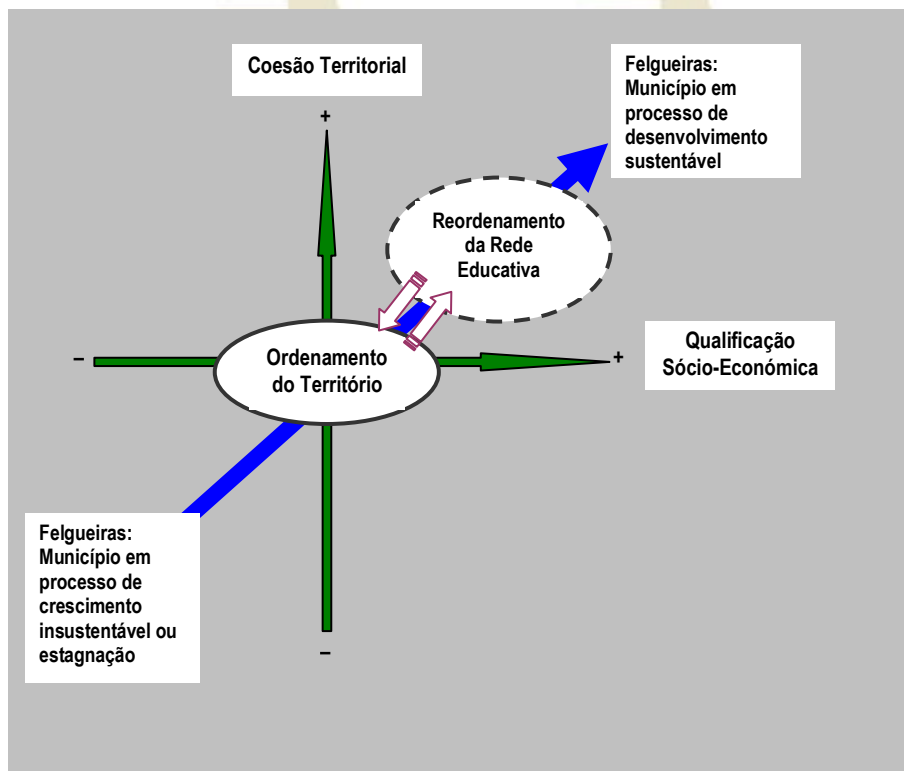 Coesão Territorial
+
Felgueiras:
Município em
processo de
desenvolvimento
sustentável
Reordenamento
da Rede
Educativa
–
Ordenamento
do Território
+
Qualificação
Sócio-Económica
Felgueiras:
Município em
processo de
crescimento
insustentável ou
estagnação
–